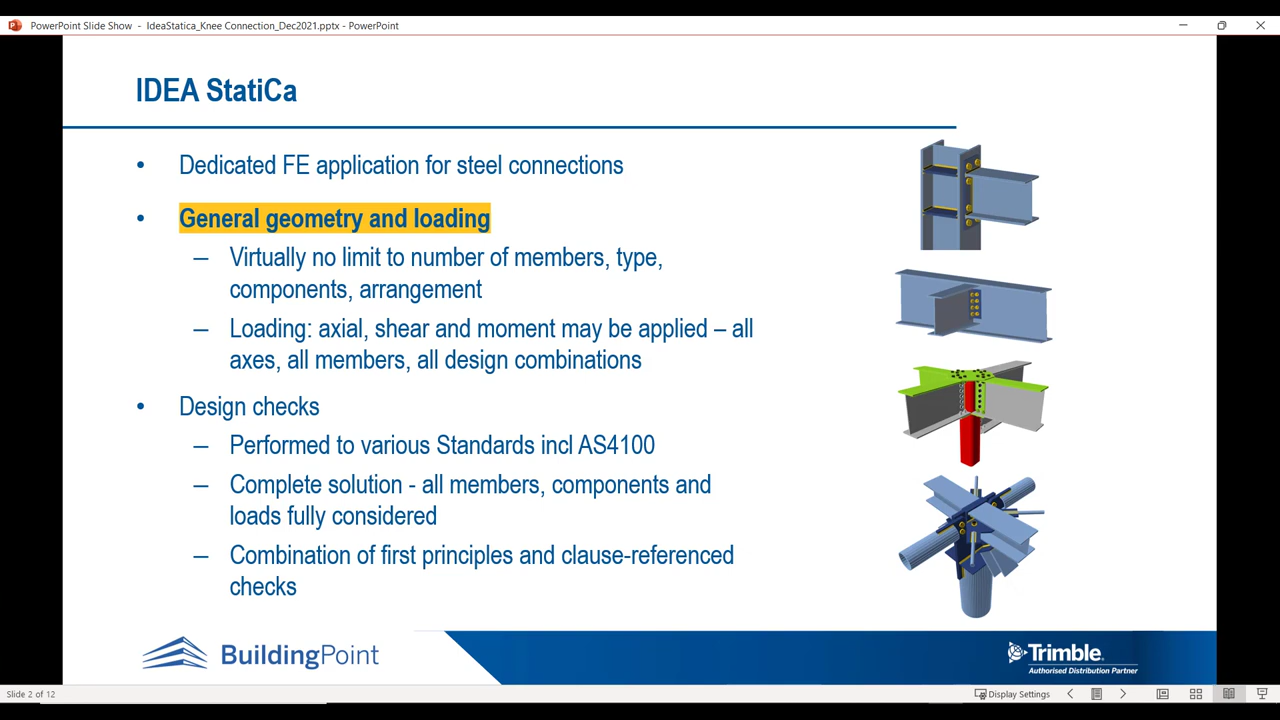 PowerPoint Slide Show - IdeaStatica_Knee Connection_Dec2021.pptx - PowerPoint
IDEA StatiCa
• Dedicated FE application for steel connections
• General geometry and loading
– Virtually no limit to number of members, type,
components, arrangement
– Loading: axial, shear and moment may be applied – all
axes, all members, all design combinations
• Design checks
– Performed to various Standards incl AS4100
– Complete solution - all members, components and
loads fully considered
– Combination of first principles and clause-referenced
checks
BuildingPoint
Trimble
Authorised Distribution Partner
Slide 2 of 12
Display Settings